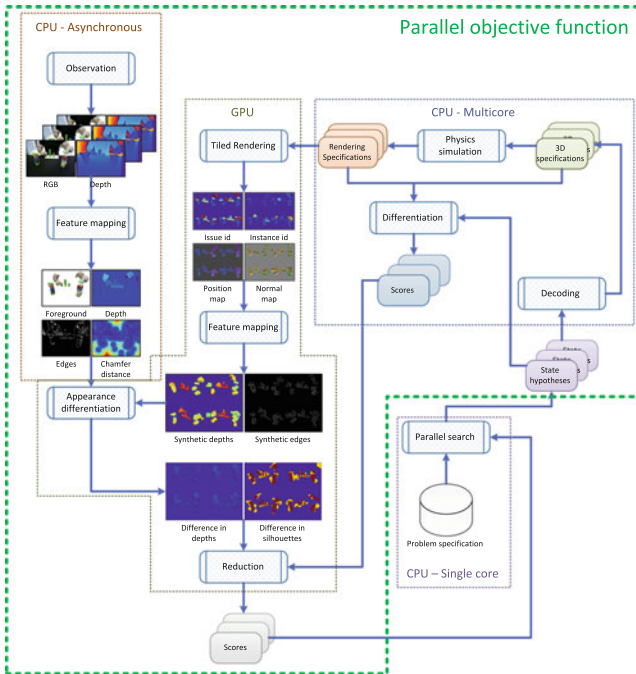 Parallel objective function
CPU - Asynchronous
Observation
RGB
Depth
Feature mapping
Foreground
Depth
Edges
Chamfer
distance
Appearance
differentiation
GPU
Tiled Rendering
Issue id
Instance id
Position
map
Normal
map
Feature mapping
Synthetic depths
Synthetic edges
Difference in
depths
Difference in
silhouettes
Reduction
Scores
CPU - Multicore
Rendering
Specifications
Physics
simulation
3D
specifications
Differentiation
Scores
Decoding
State
hypotheses
Parallel search
Problem specification
CPU – Single core